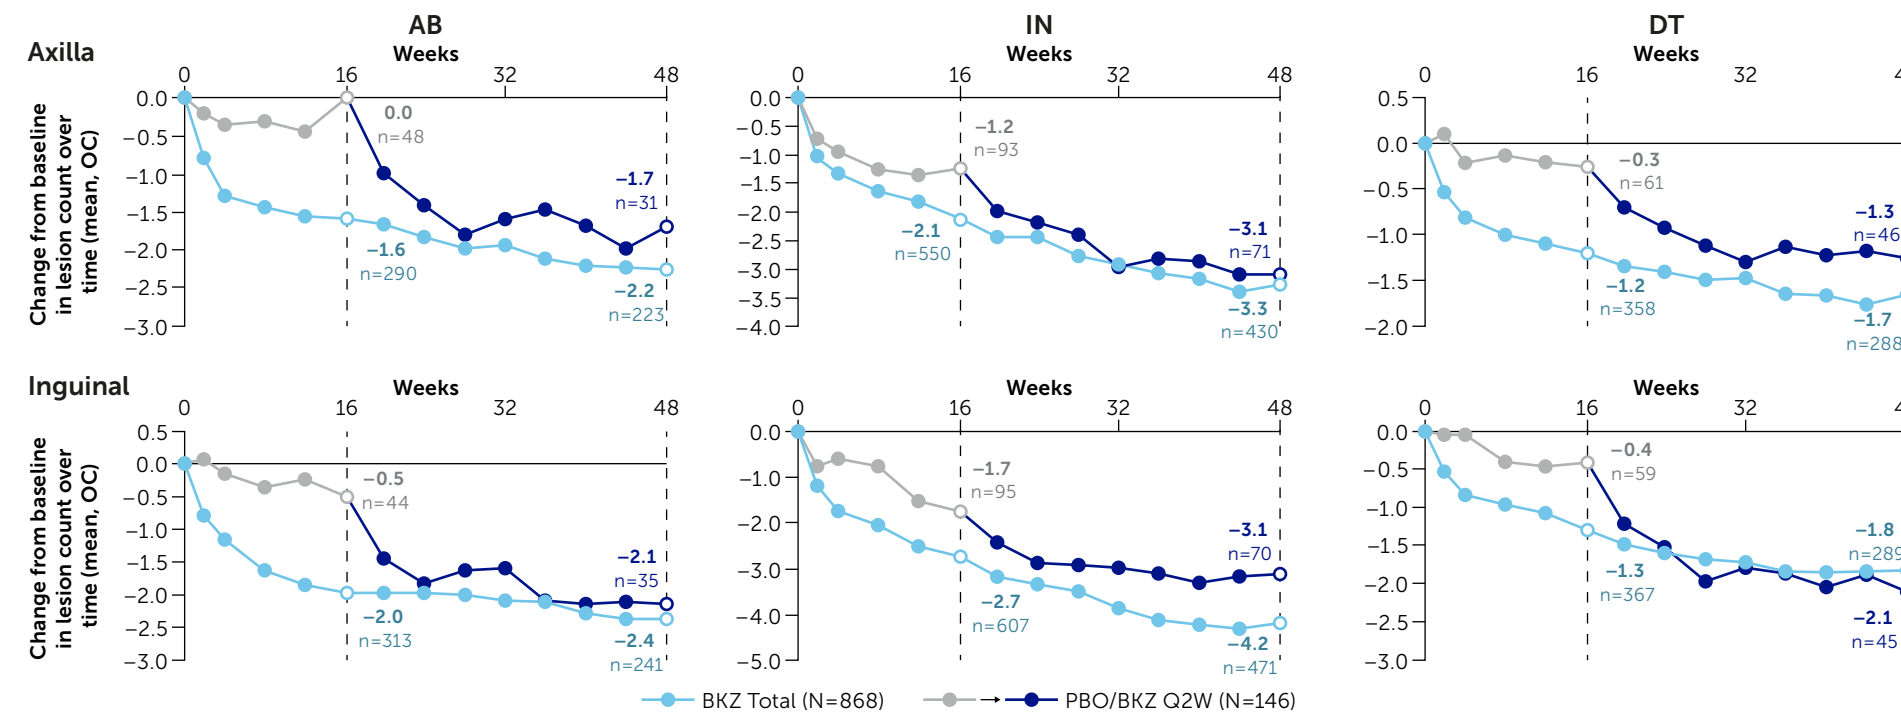 AB
IN
DT
Axilla
Weeks
Weeks
Weeks
0 16 32 48
0 16 32 48
0 16 32 4
Change from baseline
in lesion count over
time (mean, OC)
0.0
−0.5
−1.0
−1.5
−2.0
−2.5
−3.0
0.0
n=48
−1.7
n=31
−1.6
n=290
−2.2
n=223
0.0
−0.5
−1.0
−1.5
−2.0
−2.5
−3.0
−3.5
−4.0
−1.2
n=93
−2.1
n=550
−3.1
n=71
−3.3
n=430
0.5
0.0
−0.5
−1.0
−1.5
−2.0
−0.3
n=61
−1.3
n=46
−1.2
n=358
−1.7
n=288
Inguinal
Weeks
Weeks
Weeks
0 16 32 48
0 16 32 48
0 16 32 4
Change from baseline
in lesion count over
time (mean, OC)
0.5
0.0
−0.5
−1.0
−1.5
−2.0
−2.5
−3.0
−0.5
n=44
−2.1
n=35
−2.0
n=313
−2.4
n=241
0.0
−1.0
−2.0
−3.0
−4.0
−5.0
−1.7
n=95
−3.1
n=70
−2.7
n=607
−4.2
n=471
0.0
−0.5
−1.0
−1.5
−2.0
−2.5
−3.0
−0.4
n=59
−1.8
n=289
−1.3
n=367
−2.1
n=45
BKZ Total (N=868)
PBO/BKZ Q2W (N=146)